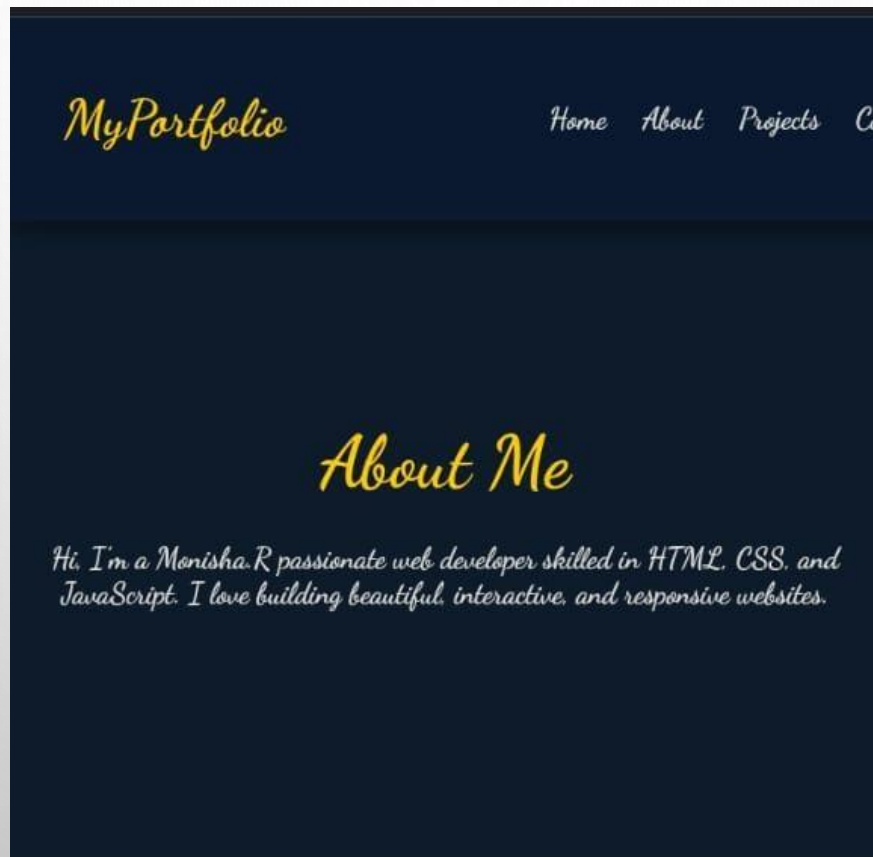 MyPortfolio
Home About Projects
About Me
Hi, I'm a Monisha.R passionate web developer skilled in HTML, CSS, and
JavaScript. I love building beautiful, interactive, and responsive websites.